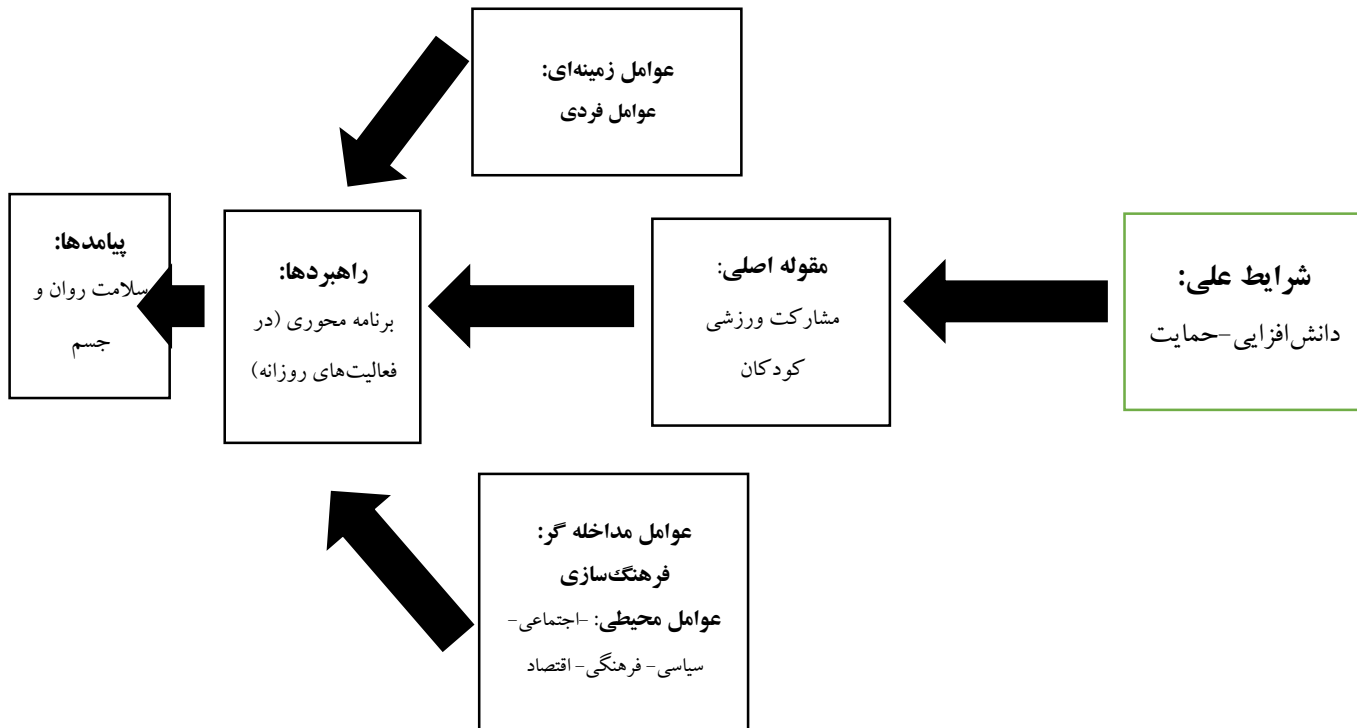 عوامل زمینه‌ای:
عوامل فردی
شرایط علی:
دانش‌افزایی-حمایت
مقوله اصلی:
مشارکت ورزشی
کودکان
راهبردها:
برنامه محوری (در
فعالیت‌های روزانه)
پیامدها:
سلامت روان و
جسم
عوامل مداخله گر:
فرهنگ‌سازی
عوامل محیطی: -اجتماعی-
سیاسی- فرهنگی- اقتصاد